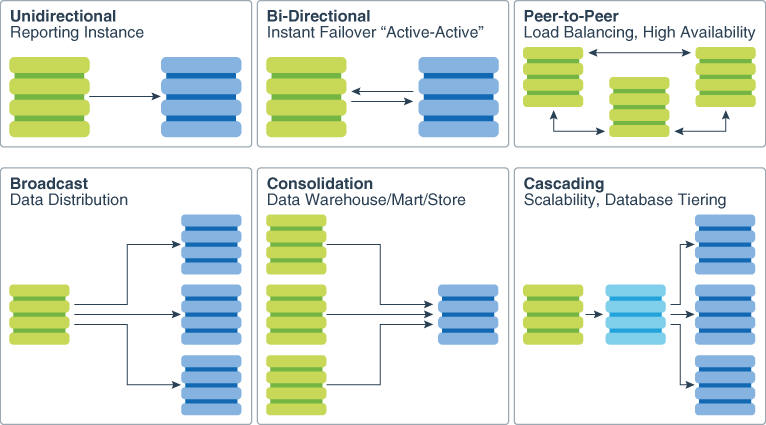 Unidirectional
Reporting Instance
Bi-Directional
Instant Failover “Active-Active”
Peer-to-Peer
Load Balancing, High Availability
Broadcast
Data Distribution
Consolidation
Data Warehouse/Mart/Store
Cascading
Scalability, Database Tiering